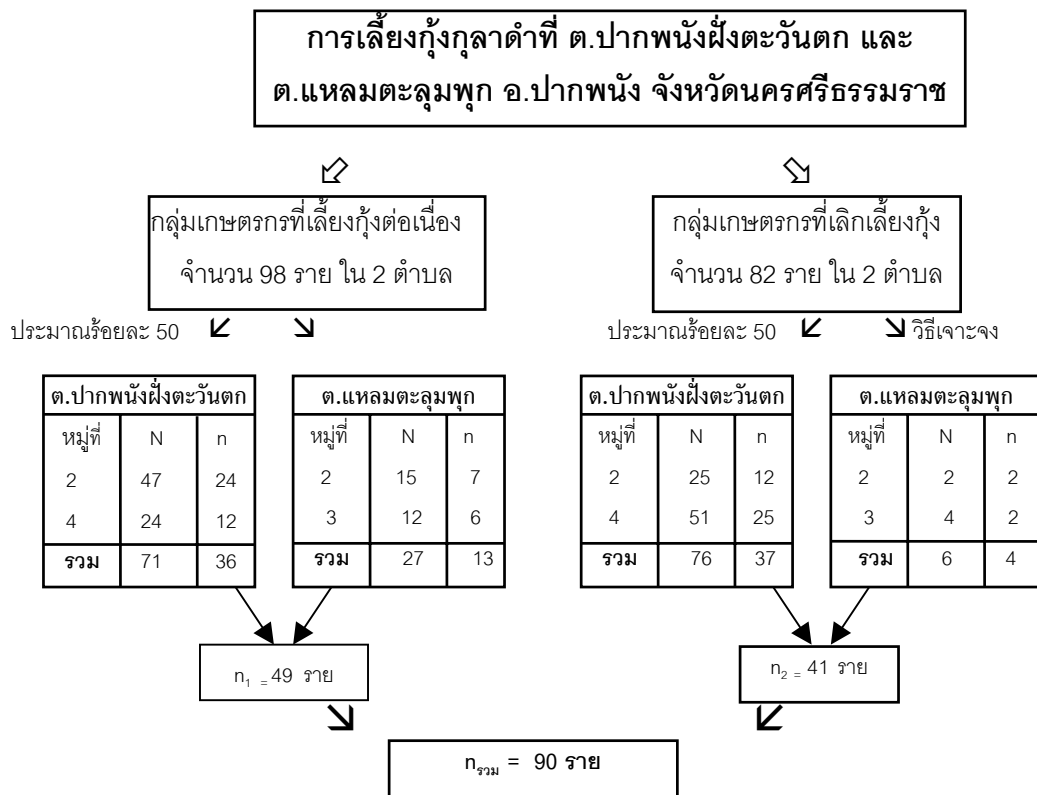 การเลี้ยงกุ้งกุลาดำที่ ต.ปากพนังฝั่งตะวันตก และ
ต.แหลมตะลุมพุก อ.ปากพนัง จังหวัดนครศรีธรรมราช
กลุ่มเกษตรกรที่เลี้ยงกุ้งต่อเนื่อง
จำนวน 98 ราย ใน 2 ตำบล
กลุ่มเกษตรกรที่เลิกเลี้ยงกุ้ง
จำนวน 82 ราย ใน 2 ตำบล
ประมาณร้อยละ 50
ประมาณร้อยละ 50
วิธีเจาะจง
ต.ปากพนังฝั่งตะวันตก
หมู่ที่ N n
2 47 24
4 24 12
รวม 71 36
ต.แหลมตะลุมพุก
หมู่ที่ N n
2 15 7
3 12 6
รวม 27 13
ต.ปากพนังฝั่งตะวันตก
หมู่ที่ N n
2 25 12
4 51 25
รวม 76 37
ต.แหลมตะลุมพุก
หมู่ที่ N n
2 2 2
3 4 2
รวม 6 4
n1 = 49 ราย
n2 = 41 ราย
nรวม = 90 ราย